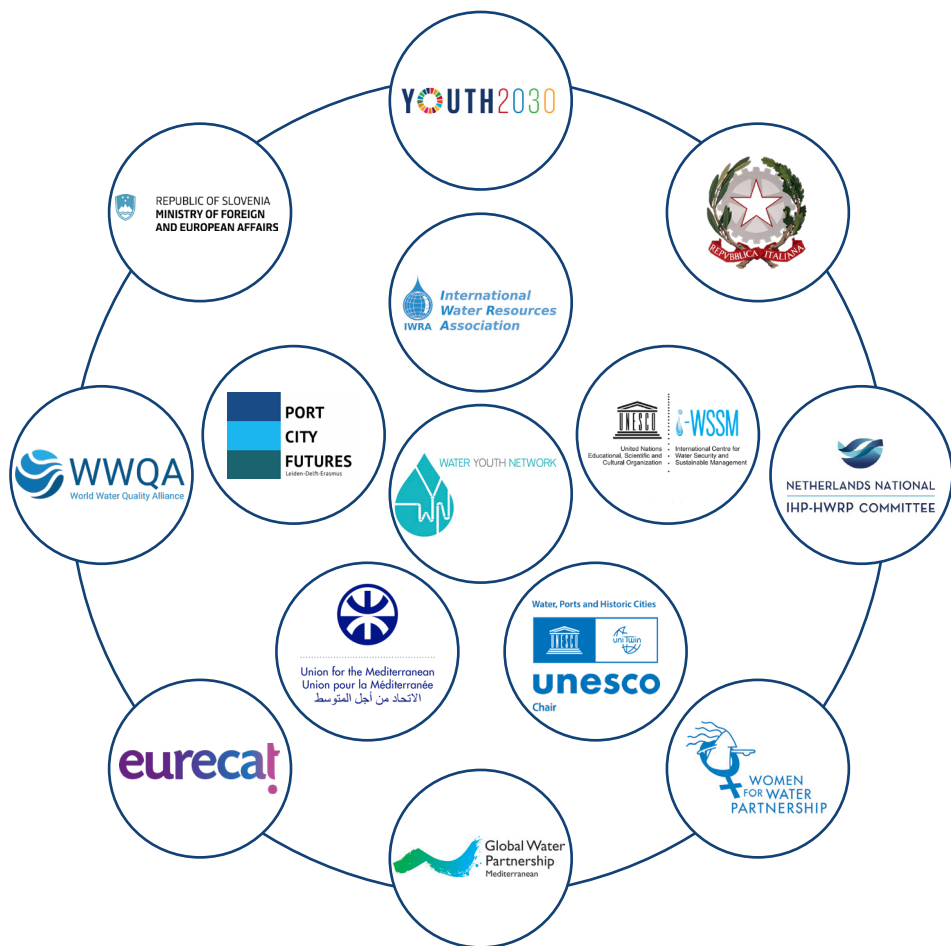 YOUTH2030
REPUBLIC OF SLOVENIA
MINISTRY OF FOREIGN
AND EUROPEAN AFFAIRS
REPVBBLICA ITALIANA
International
Water Resources
IWRA Association
PORT
CITY
FUTURES
Leiden-Delft-Erasmus
UNESCO
United Nations
Educational, Scientific and
Cultural Organization
i-WSSM
International Centre for
Water Security and
Sustainable Management
WWQA
World Water Quality Alliance
WATER YOUTH NETWORK
NETHERLANDS NATIONAL
IHP-HWRP COMMITTEE
Union for the Mediterranean
Union pour la Méditerranée
الاتحاد من أجل المتوسط
Water, Ports and Historic Cities
UNESCO
uniTwin
unesco
Chair
eurecat
WOMEN
FOR WATER
PARTNERSHIP
Global Water
Partnership
Mediterranean